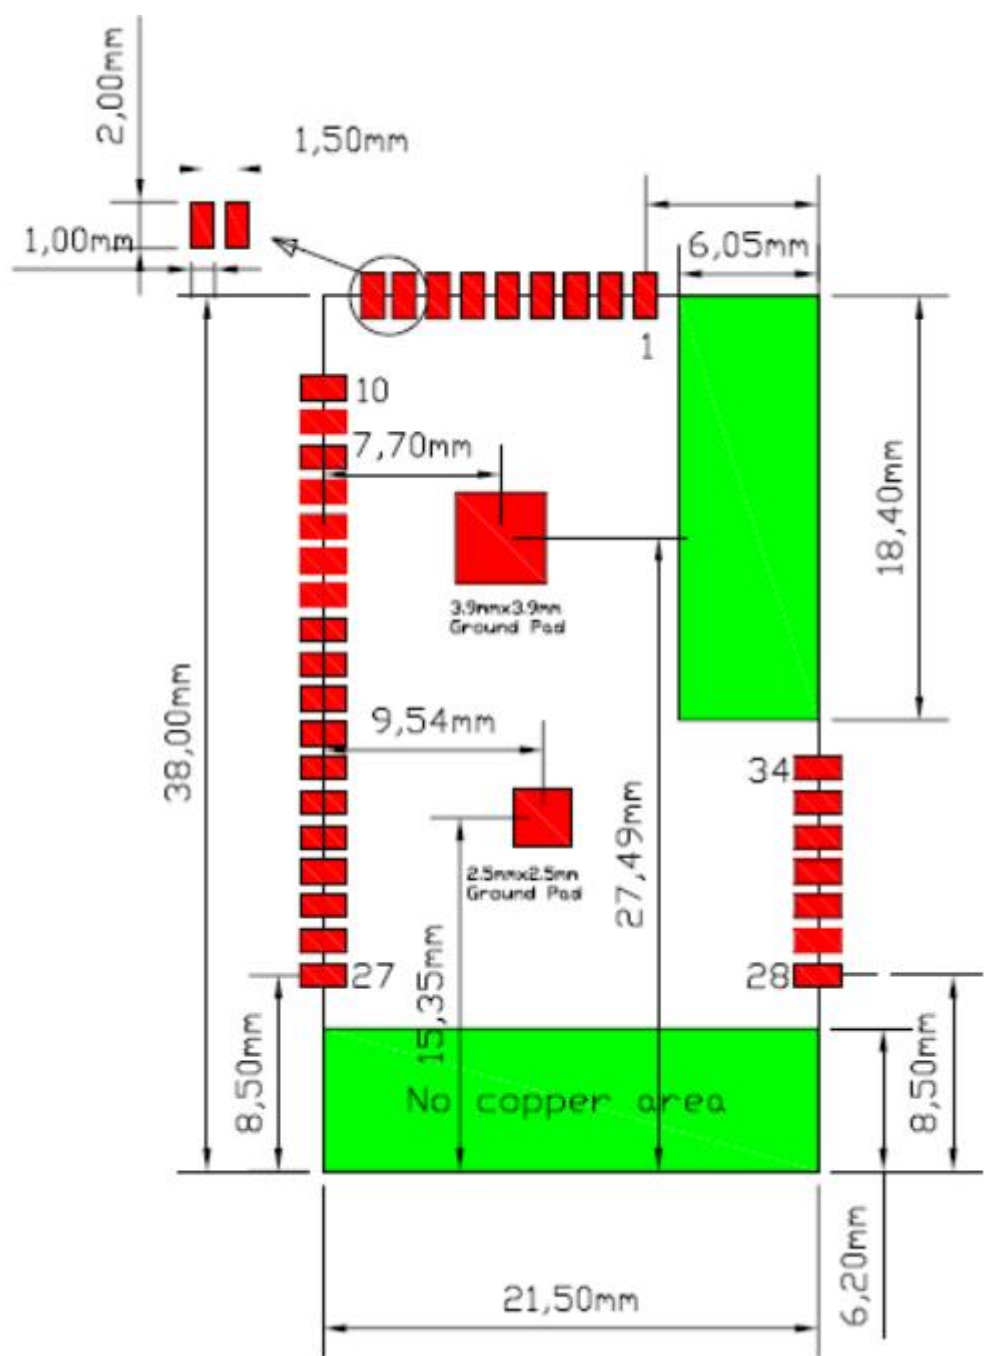 2,00mm
1,50mm
1,00mm
6,05mm
1
10
7,70mm
18,40mm
3.9mmx3.9mm
Ground Pad
38,00mm
9,54mm
34
27,49mm
2.5mmx2.5mm
Ground Pad
15,35mm
27
28
8,50mm
8,50mm
No copper area
6,20mm
21,50mm